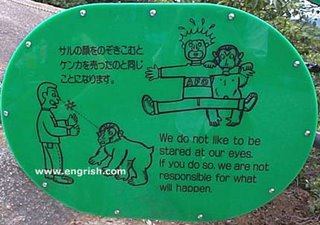 サルの顔をのぞきこむと
ケンカを売ったのと同じ
ことになります。
We do not like to be
stared at our eyes.
If you do so, we are not
responsible for what
will happen.
www.engrish.com